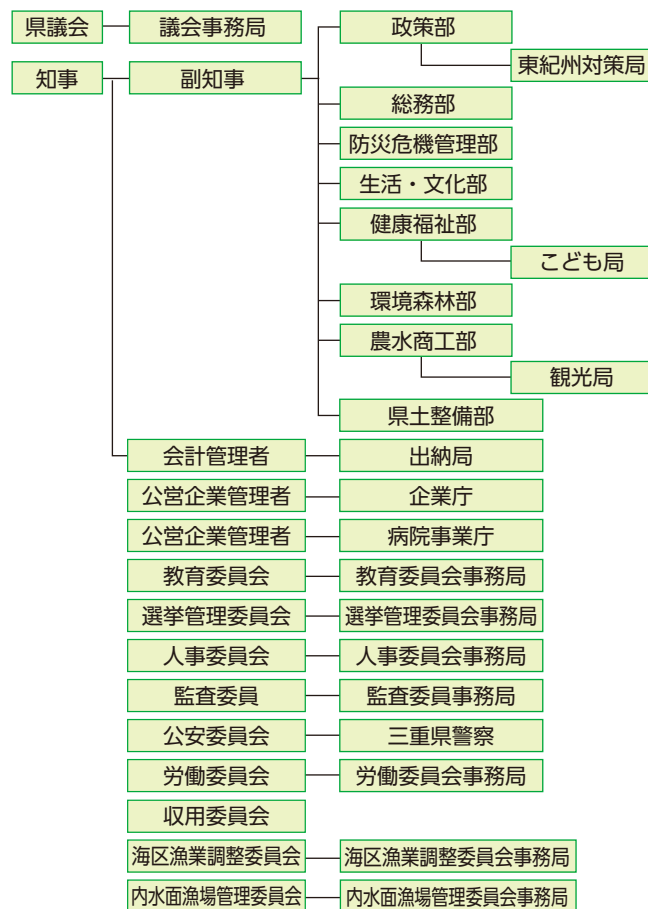 県議会 議会事務局 政策部
東紀州対策局
知事 副知事
総務部
防災危機管理部
生活・文化部
健康福祉部
こども局
環境森林部
農水商工部
観光局
県土整備部
会計管理者 出納局
公営企業管理者 企業庁
公営企業管理者 病院事業庁
教育委員会 教育委員会事務局
選挙管理委員会 選挙管理委員会事務局
人事委員会 人事委員会事務局
監査委員 監査委員事務局
公安委員会 三重県警察
労働委員会 労働委員会事務局
収用委員会
海区漁業調整委員会 海区漁業調整委員会事務局
内水面漁場管理委員会 内水面漁場管理委員会事務局